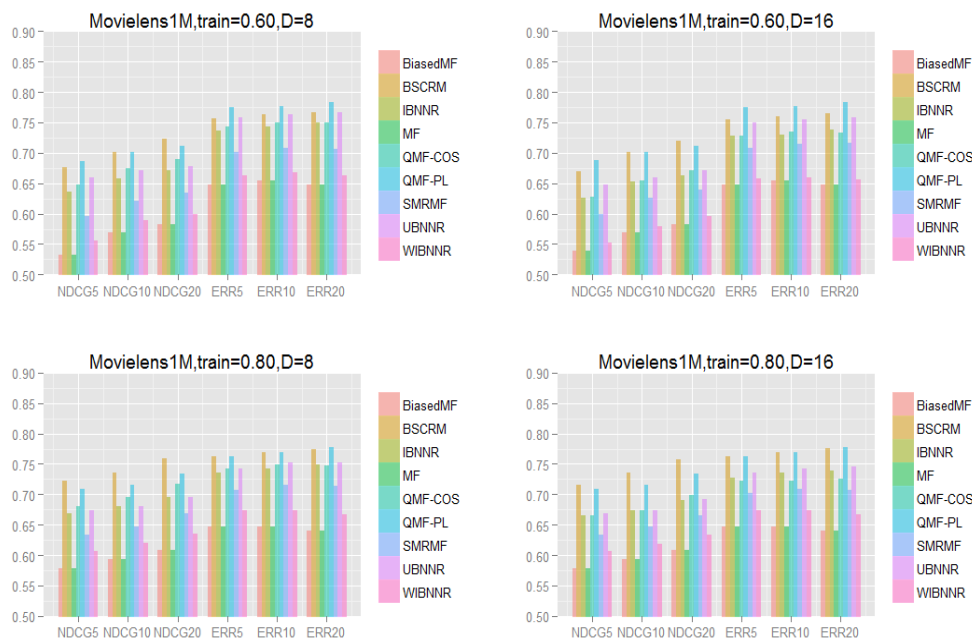 Movielens1M,train=0.60,D=8
0.90
0.85
0.80
0.75
0.70
0.65
0.60
0.55
0.50
NDCG5 NDCG10 NDCG20 ERR5 ERR10 ERR20
BiasedMF
BSCRM
IBNNR
MF
QMF-COS
QMF-PL
SMRMF
UBNNR
WIBNNR
Movielens1M,train=0.60,D=16
0.90
0.85
0.80
0.75
0.70
0.65
0.60
0.55
0.50
NDCG5 NDCG10 NDCG20 ERR5 ERR10 ERR20
BiasedMF
BSCRM
IBNNR
MF
QMF-COS
QMF-PL
SMRMF
UBNNR
WIBNNR
Movielens1M,train=0.80,D=8
0.90
0.85
0.80
0.75
0.70
0.65
0.60
0.55
0.50
NDCG5 NDCG10 NDCG20 ERR5 ERR10 ERR20
BiasedMF
BSCRM
IBNNR
MF
QMF-COS
QMF-PL
SMRMF
UBNNR
WIBNNR
Movielens1M,train=0.80,D=16
0.90
0.85
0.80
0.75
0.70
0.65
0.60
0.55
0.50
NDCG5 NDCG10 NDCG20 ERR5 ERR10 ERR20
BiasedMF
BSCRM
IBNNR
MF
QMF-COS
QMF-PL
SMRMF
UBNNR
WIBNNR